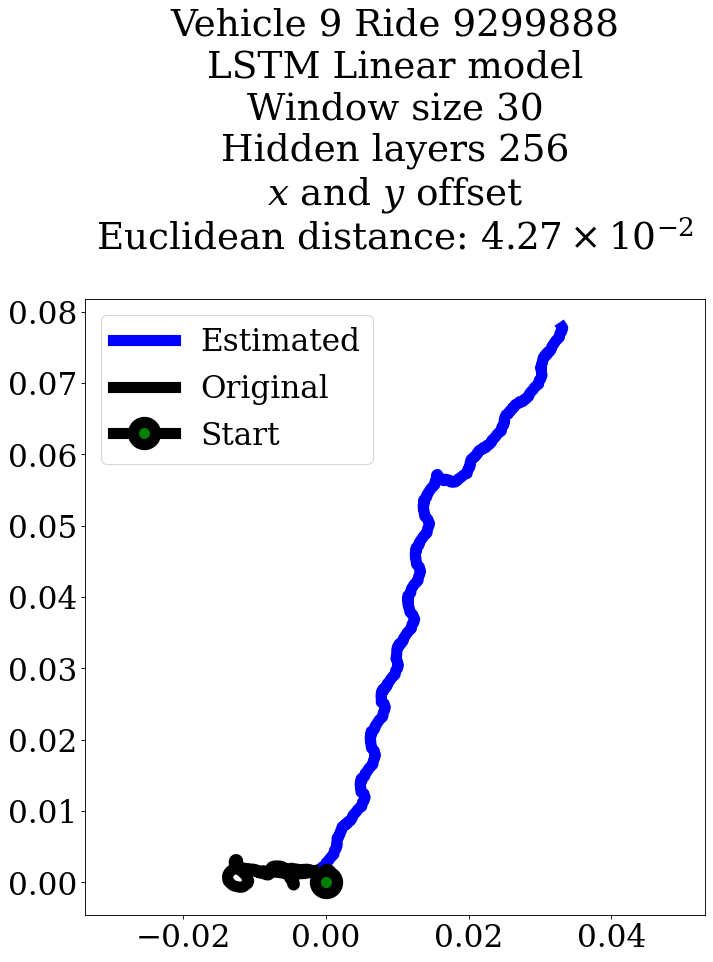 Vehicle 9 Ride 9299888
LSTM Linear model
Window size 30
Hidden layers 256
x and y offset
Euclidean distance: 4.27 × 10⁻²
Estimated
Original
Start
0.08
0.07
0.06
0.05
0.04
0.03
0.02
0.01
0.00
−0.02 0.00 0.02 0.04